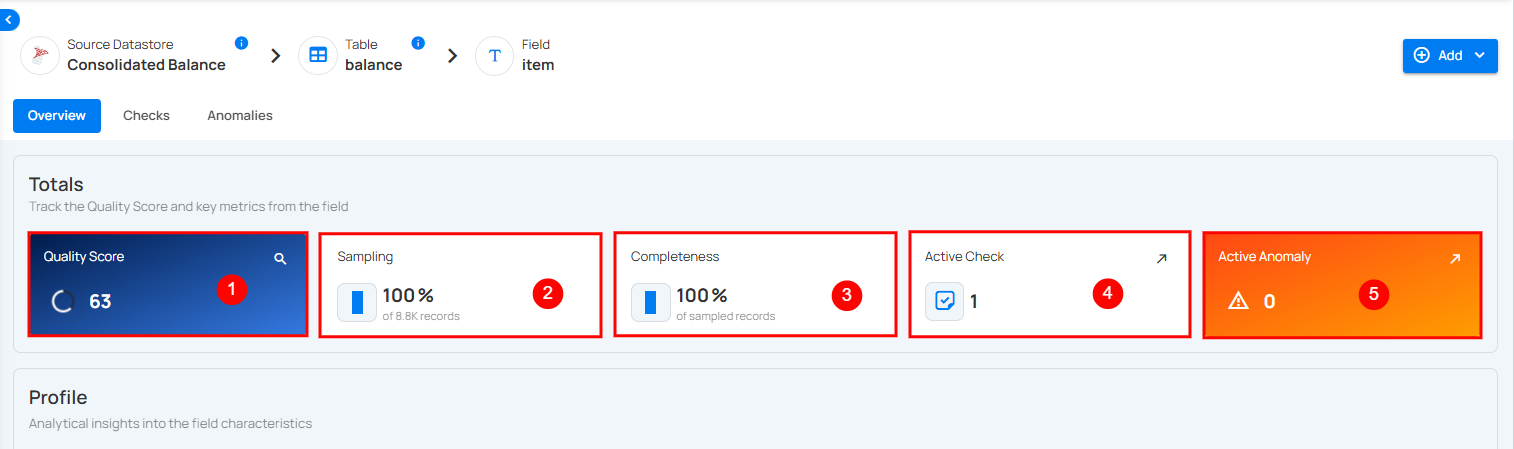 Source Datastore
Consolidated Balance
Table
balance
Field
item
Add
Overview
Checks
Anomalies
Totals
Track the Quality Score and key metrics from the field
Quality Score
63
1
Sampling
100%
of 8.8K records
2
Completeness
100%
of sampled records
3
Active Check
1
4
Active Anomaly
0
5
Profile
Analytical insights into the field characteristics